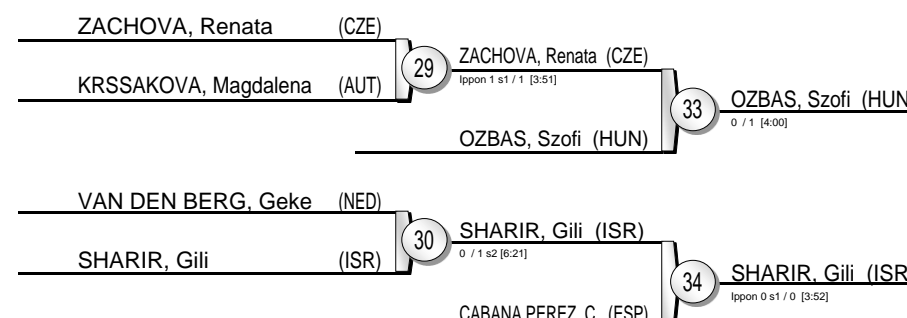 ZACHOVA, Renata (CZE)
KRSSAKOVA, Magdalena (AUT)
29
ZACHOVA, Renata (CZE)
Ippon 1 s1 / 1 [3:51]
OZBAS, Szofi (HUN)
33
OZBAS, Szofi (HUN
0 / 1 [4:00]
VAN DEN BERG, Geke (NED)
SHARIR, Gili (ISR)
30
SHARIR, Gili (ISR)
0 / 1 s2 [6:21]
CABANA PEREZ, C. (ESP)
34
SHARIR, Gili (ISR
Ippon 0 s1 / 0 [3:52]